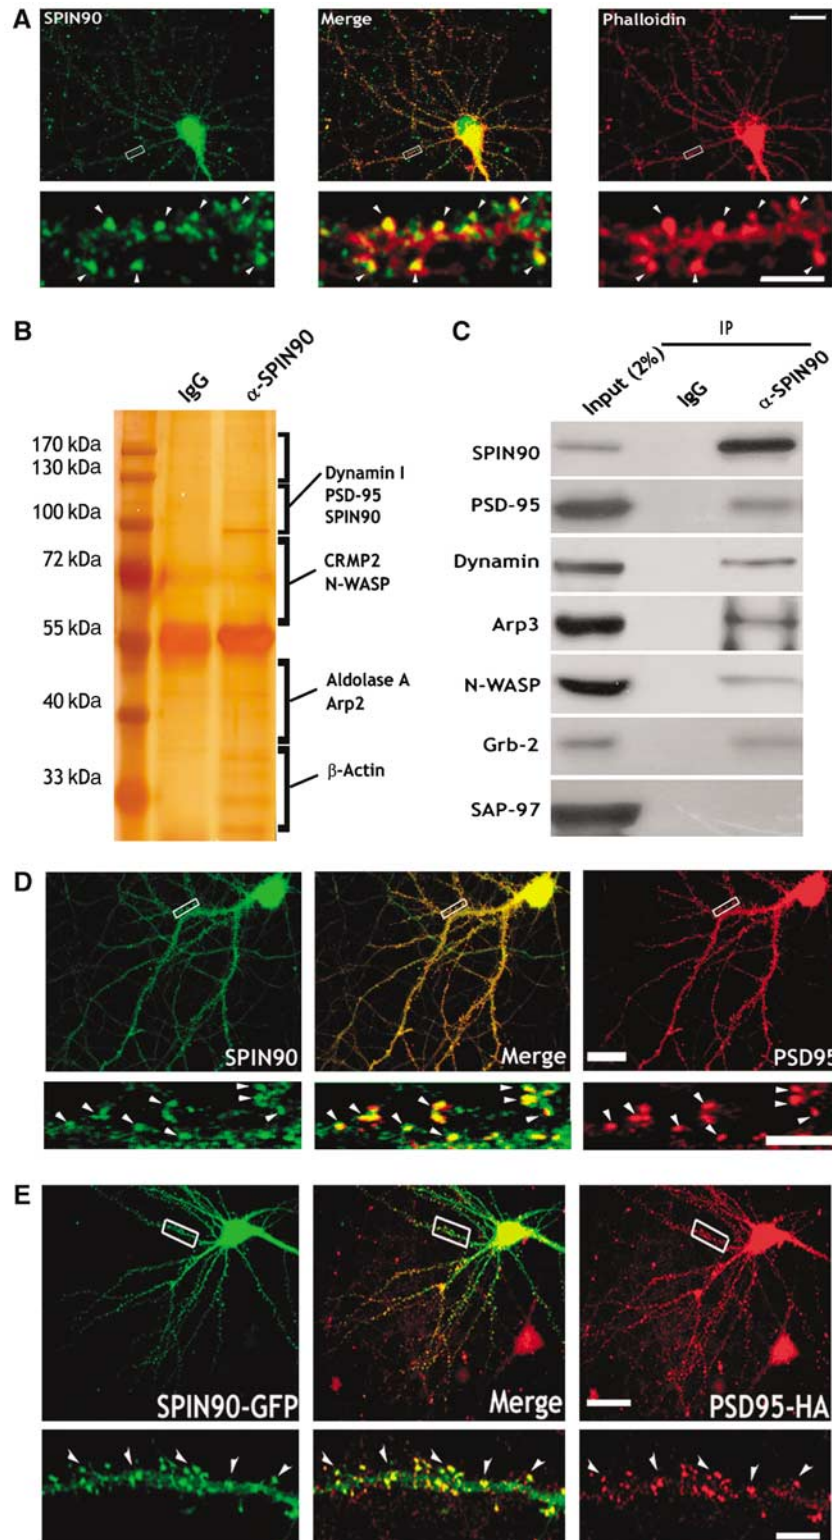 A
SPIN90
Merge
Phalloidin
B
IgG
α-SPIN90
170 kDa
130 kDa
100 kDa
72 kDa
55 kDa
40 kDa
33 kDa
Dynamin I
PSD-95
SPIN90
CRMP2
N-WASP
Aldolase A
Arp2
β-Actin
C
IP
Input (2%)
IgG
α-SPIN90
SPIN90
PSD-95
Dynamin
Arp3
N-WASP
Grb-2
SAP-97
D
SPIN90
Merge
PSD95
E
SPIN90-GFP
Merge
PSD95-HA